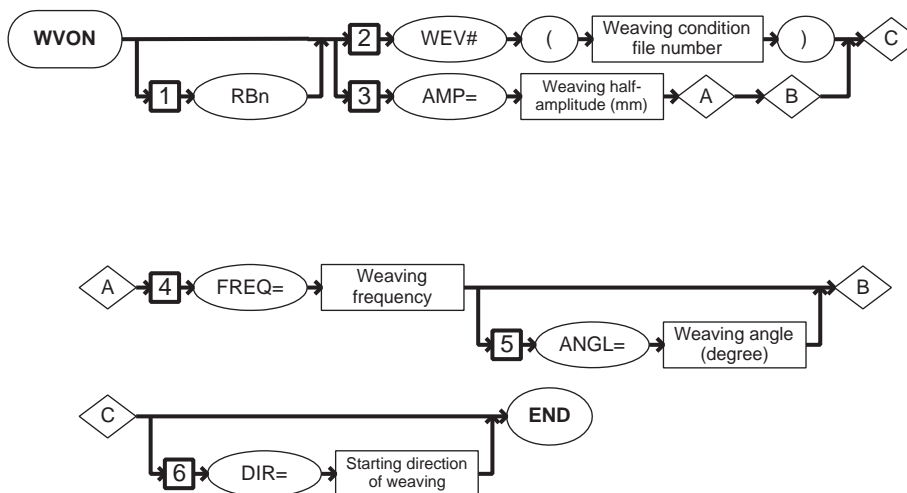 WVON
2
WEV#
(
Weaving condition
file number
)
C
1
RBn
3
AMP=
Weaving half-
amplitude (mm)
A
B
A
4
FREQ=
Weaving
frequency
B
5
ANGL=
Weaving angle
(degree)
C
END
6
DIR=
Starting direction
of weaving